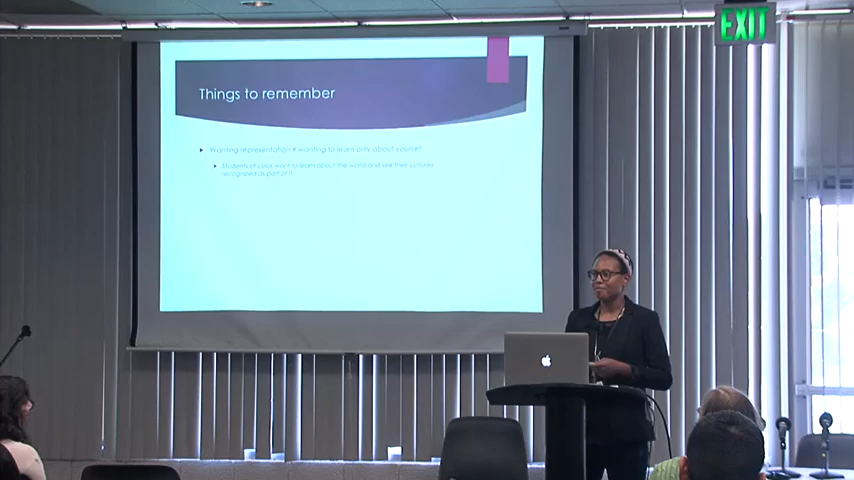 EXIT
Things to remember
Wanting representation ≠ wanting to learn only about yourself
Students of color want to learn about the world and see their cultures
recognized as part of it